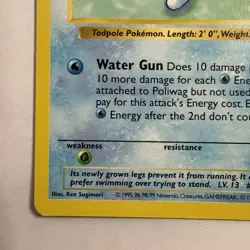 Tadpole Pokémon. Length: 2' 0", Weight:
Water Gun Does 10 damage
10 more damage for each Energy
attached to Poliwag but not used
pay for this attack's Energy cost.
Energy after the 2nd don't co
weakness resistance
Its newly grown legs prevent it from running. It
prefer swimming over trying to stand. LV. 13 #
Illus. Ken Sugimori © 1995, 96, 98, 99 Nintendo, Creatures, GAMEFREAK. © 1